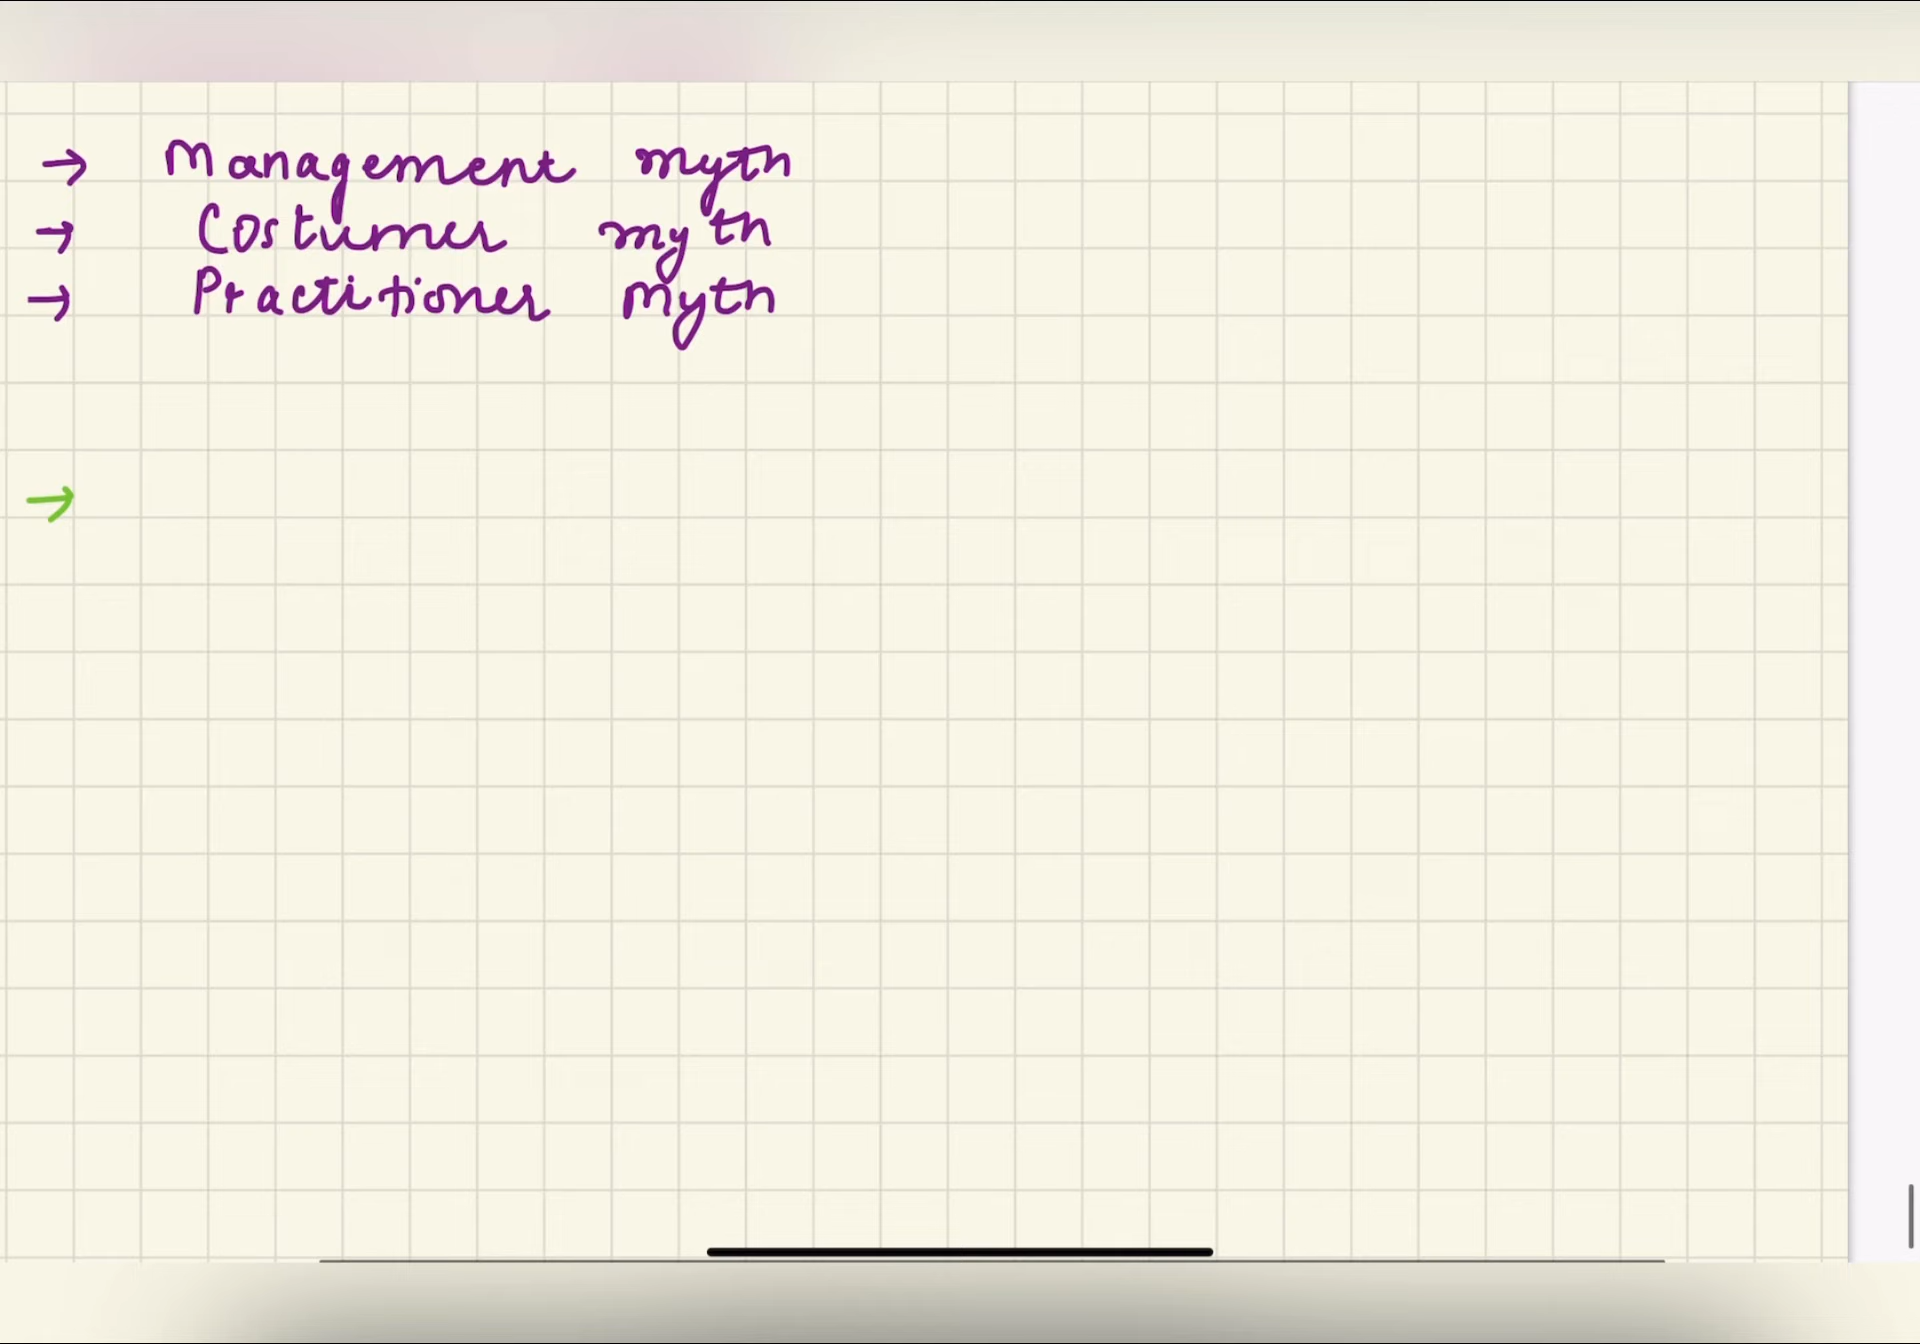 → Management myth
→ Costumer myth
→ Practitioner myth
→